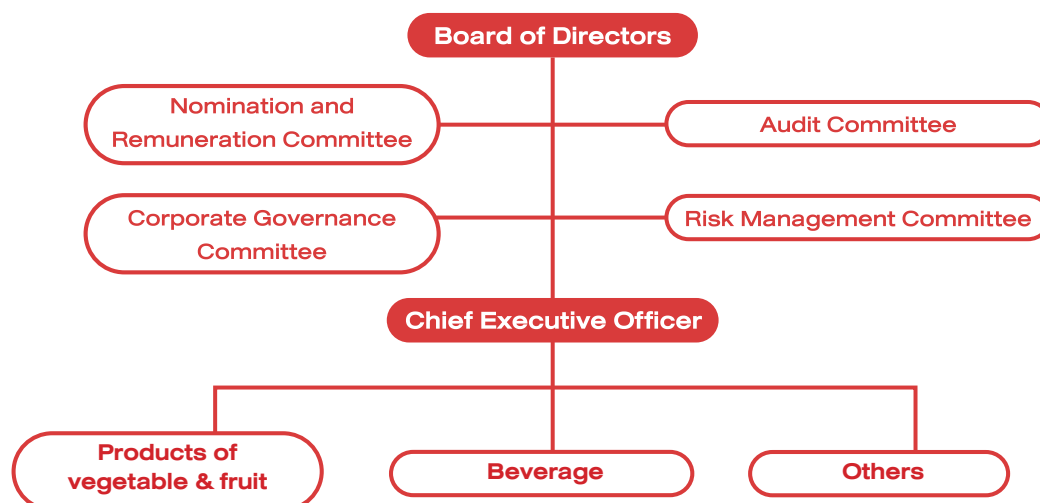 Board of Directors
Nomination and
Remuneration Committee
Audit Committee
Corporate Governance
Committee
Risk Management Committee
Chief Executive Officer
Products of
vegetable & fruit
Beverage
Others